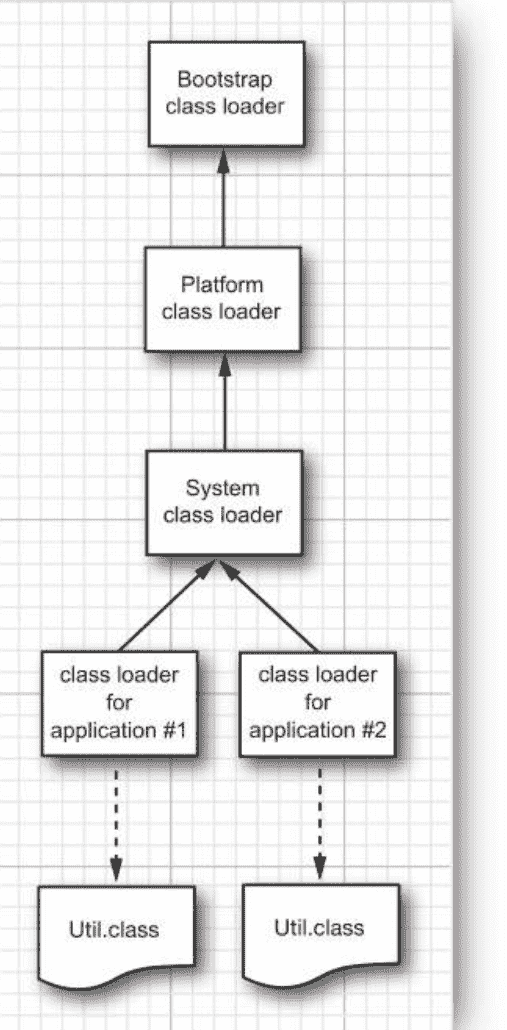 Bootstrap
class loader
Platform
class loader
System
class loader
class loader
for
application #1
class loader
for
application #2
Util.class
Util.class